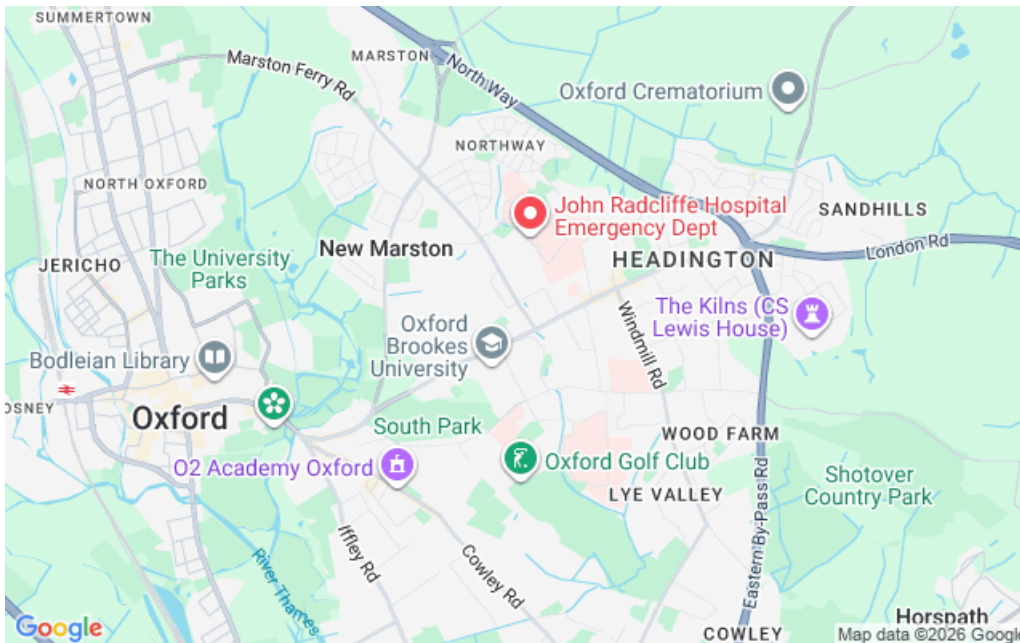 SUMMERTOWN
MARSTON
Marston Ferry Rd
North Way
Oxford Crematorium
NORTHWAY
NORTH OXFORD
John Radcliffe Hospital
Emergency Dept
SANDHILLS
New Marston
London Rd
JERICHO
The University
Parks
HEADINGTON
The Kilns (CS
Lewis House)
Windmill Rd
Oxford
Brookes
University
Bodleian Library
OSNEY
Oxford
South Park
WOOD FARM
O2 Academy Oxford
Oxford Golf Club
Shotover
Country Park
LYE VALLEY
Eastern By-Pass Rd
Iffley Rd
Cowley Rd
River Thames
Horspath
Google
COWLEY
Map data ©2026 Google